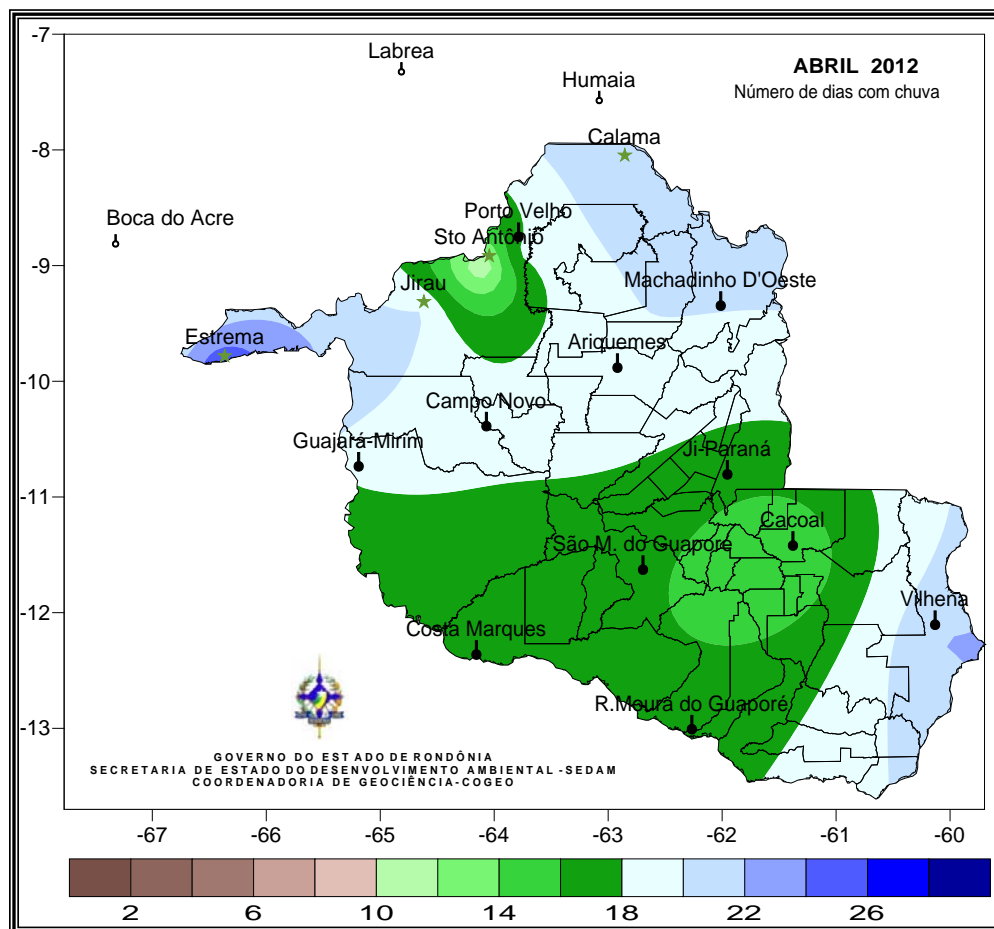 ABRIL 2012
Número de dias com chuva
-7
-8
-9
-10
-11
-12
-13
Labrea
Humaia
Calama
Boca do Acre
Porto Velho
Sto Antônio
Jirau
Machadinho D'Oeste
Estrema
Ariquemes
Campo Novo
Guajará-Mirim
Ji-Paraná
Cacoal
São M. do Guaporé
Vilhena
Costa Marques
R.Moura do Guaporé
GOVERNO DO ESTADO DE RONDÔNIA
SECRETARIA DE ESTADO DO DESENVOLVIMENTO AMBIENTAL -SEDAM
COORDENADORIA DE GEOCIÊNCIA-COGEO
-67 -66 -65 -64 -63 -62 -61 -60
2 6 10 14 18 22 26